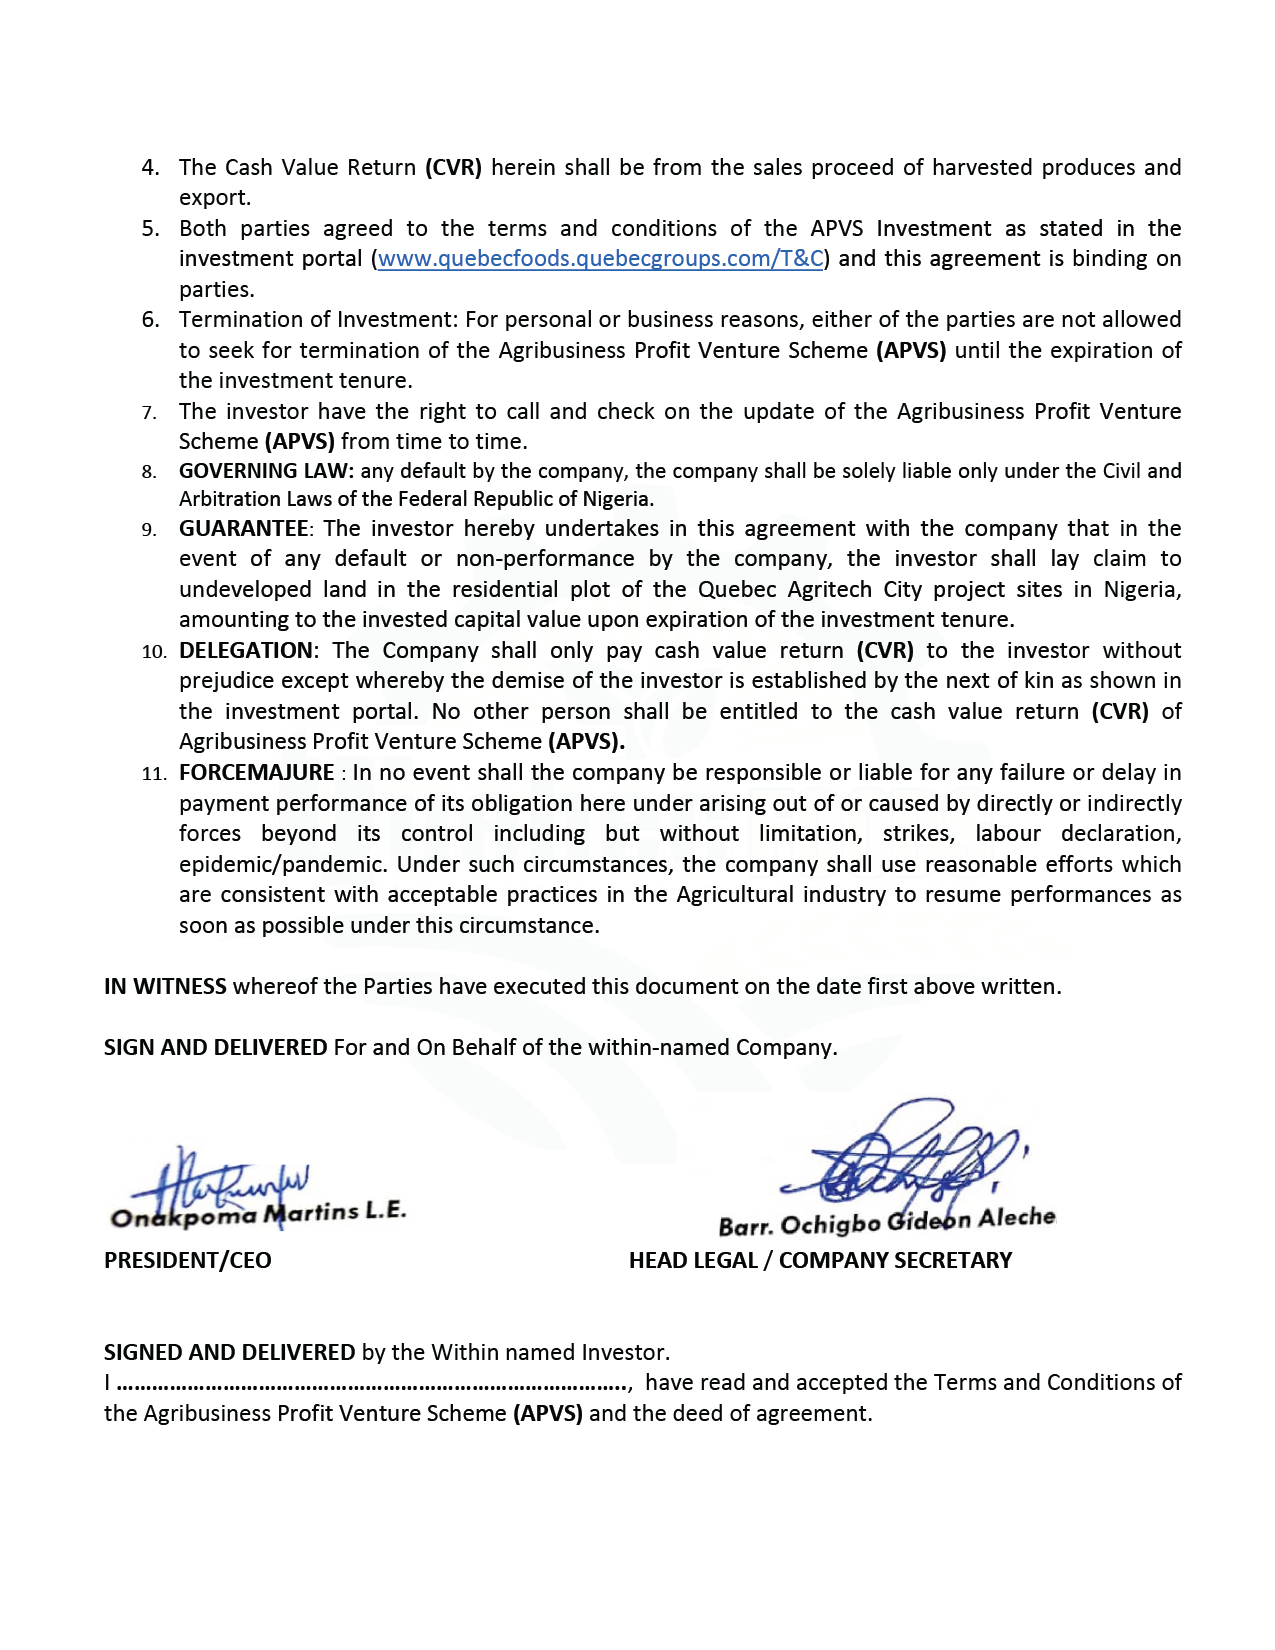 4. The Cash Value Return (CVR) herein shall be from the sales proceed of harvested produces and
export.
5. Both parties agreed to the terms and conditions of the APVS Investment as stated in the
investment portal (www.quebecfoods.quebecgroups.com/T&C) and this agreement is binding on
parties.
6. Termination of Investment: For personal or business reasons, either of the parties are not allowed
to seek for termination of the Agribusiness Profit Venture Scheme (APVS) until the expiration of
the investment tenure.
7. The investor have the right to call and check on the update of the Agribusiness Profit Venture
Scheme (APVS) from time to time.
8. GOVERNING LAW: any default by the company, the company shall be solely liable only under the Civil and
Arbitration Laws of the Federal Republic of Nigeria.
9. GUARANTEE: The investor hereby undertakes in this agreement with the company that in the
event of any default or non-performance by the company, the investor shall lay claim to
undeveloped land in the residential plot of the Quebec Agritech City project sites in Nigeria,
amounting to the invested capital value upon expiration of the investment tenure.
10. DELEGATION: The Company shall only pay cash value return (CVR) to the investor without
prejudice except whereby the demise of the investor is established by the next of kin as shown in
the investment portal. No other person shall be entitled to the cash value return (CVR) of
Agribusiness Profit Venture Scheme (APVS).
11. FORCEMAJURE : In no event shall the company be responsible or liable for any failure or delay in
payment performance of its obligation here under arising out of or caused by directly or indirectly
forces beyond its control including but without limitation, strikes, labour declaration,
epidemic/pandemic. Under such circumstances, the company shall use reasonable efforts which
are consistent with acceptable practices in the Agricultural industry to resume performances as
soon as possible under this circumstance.
IN WITNESS whereof the Parties have executed this document on the date first above written.
SIGN AND DELIVERED For and On Behalf of the within-named Company.
Onakpoma Martins L.E.
Barr. Ochigbo Gideon Aleche
PRESIDENT/CEO
HEAD LEGAL / COMPANY SECRETARY
SIGNED AND DELIVERED by the Within named Investor.
I ………………………………………………………………………….., have read and accepted the Terms and Conditions of
the Agribusiness Profit Venture Scheme (APVS) and the deed of agreement.